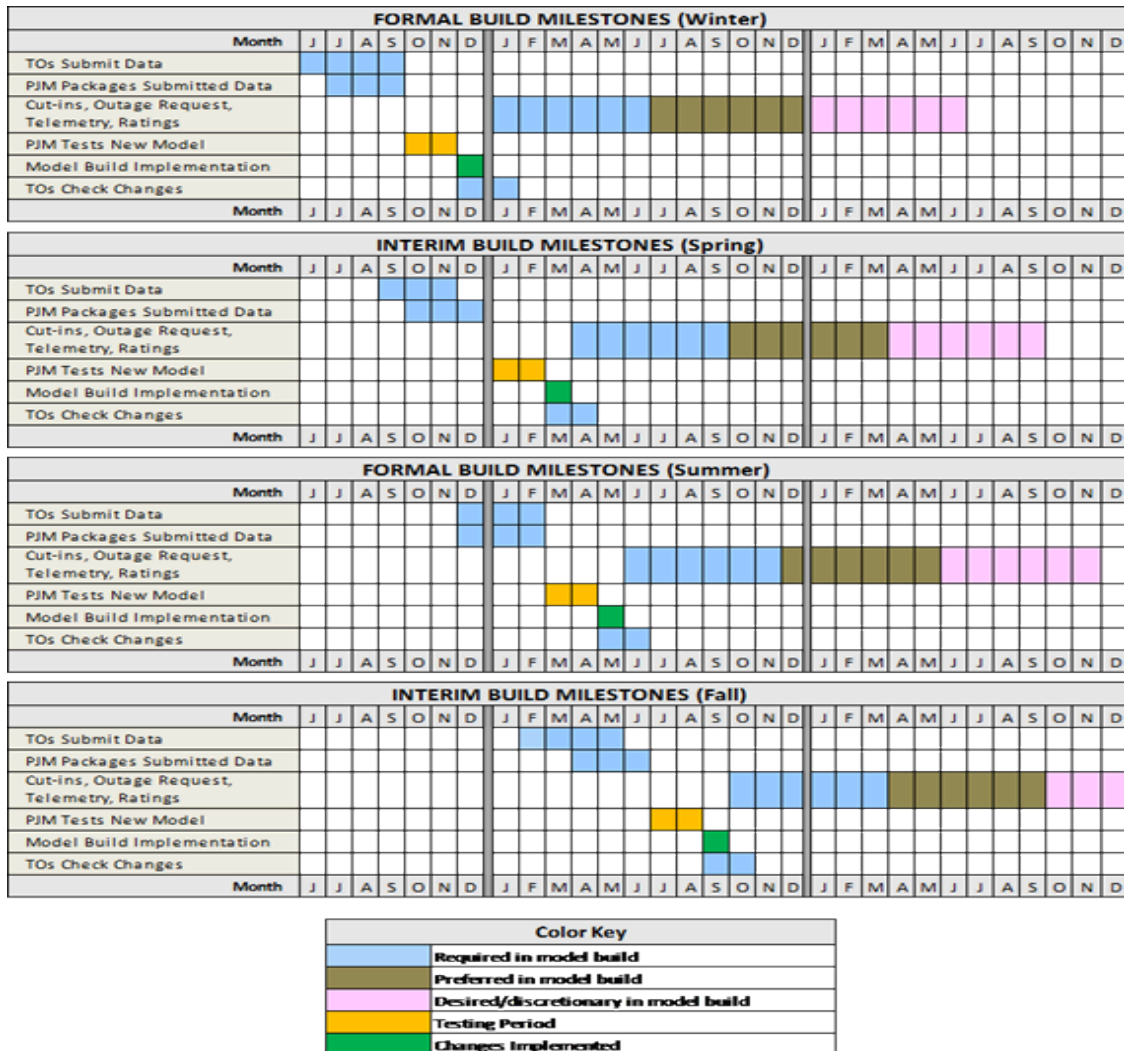 FORMAL BUILD MILESTONES (Winter)
Month J J A S O N D J F M A M J J A S O N D J F M A M J J A S O N D
TOs Submit Data
PJM Packages Submitted Data
Cut-ins, Outage Request,
Telemetry, Ratings
PJM Tests New Model
Model Build Implementation
TOs Check Changes
Month J J A S O N D J F M A M J J A S O N D J F M A M J J A S O N D
INTERIM BUILD MILESTONES (Spring)
Month J J A S O N D J F M A M J J A S O N D J F M A M J J A S O N D
TOs Submit Data
PJM Packages Submitted Data
Cut-ins, Outage Request,
Telemetry, Ratings
PJM Tests New Model
Model Build Implementation
TOs Check Changes
Month J J A S O N D J F M A M J J A S O N D J F M A M J J A S O N D
FORMAL BUILD MILESTONES (Summer)
Month J J A S O N D J F M A M J J A S O N D J F M A M J J A S O N D
TOs Submit Data
PJM Packages Submitted Data
Cut-ins, Outage Request,
Telemetry, Ratings
PJM Tests New Model
Model Build Implementation
TOs Check Changes
Month J J A S O N D J F M A M J J A S O N D J F M A M J J A S O N D
INTERIM BUILD MILESTONES (Fall)
Month J J A S O N D J F M A M J J A S O N D J F M A M J J A S O N D
TOs Submit Data
PJM Packages Submitted Data
Cut-ins, Outage Request,
Telemetry, Ratings
PJM Tests New Model
Model Build Implementation
TOs Check Changes
Month J J A S O N D J F M A M J J A S O N D J F M A M J J A S O N D
Color Key
Required in model build
Preferred in model build
Desired/discretionary in model build
Testing Period
Changes Implemented